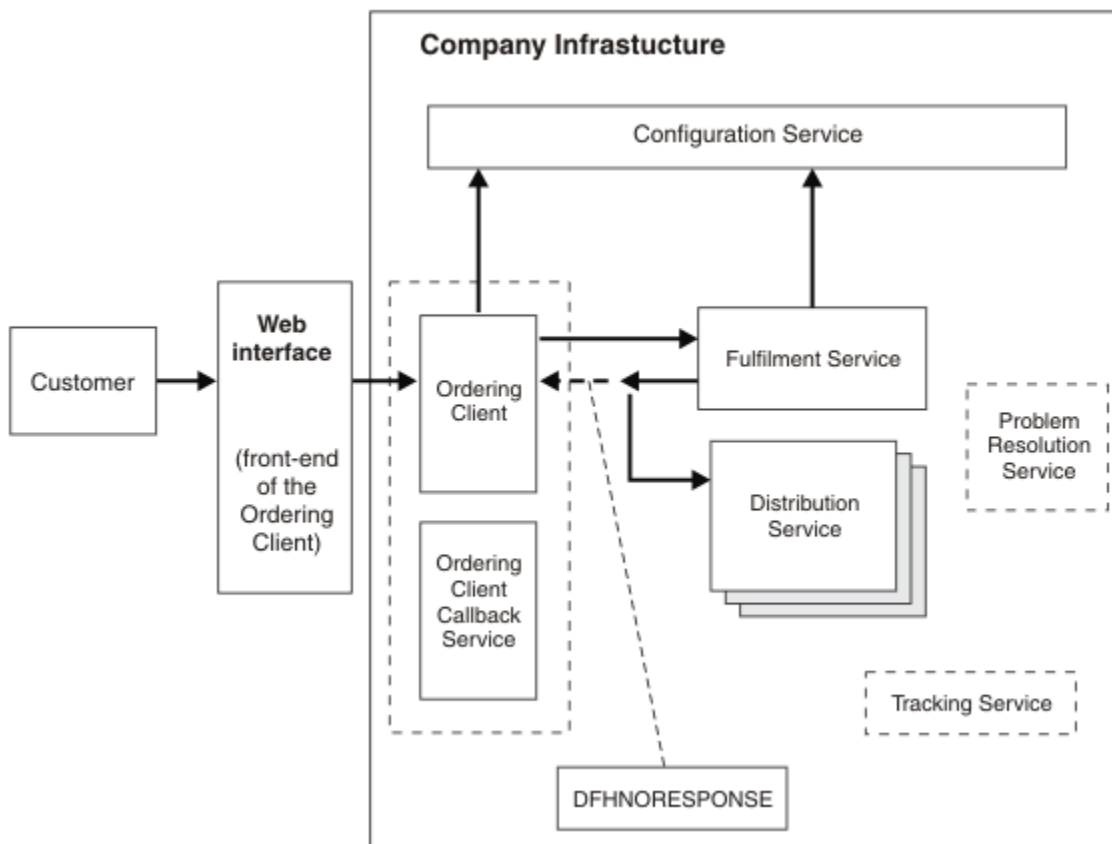 Company Infrastucture
Configuration Service
Customer
Web
interface
(front-end
of the
Ordering
Client)
Ordering
Client
Fulfilment Service
Problem
Resolution
Service
Distribution
Service
Ordering
Client
Callback
Service
Tracking Service
DFHNORESPONSE